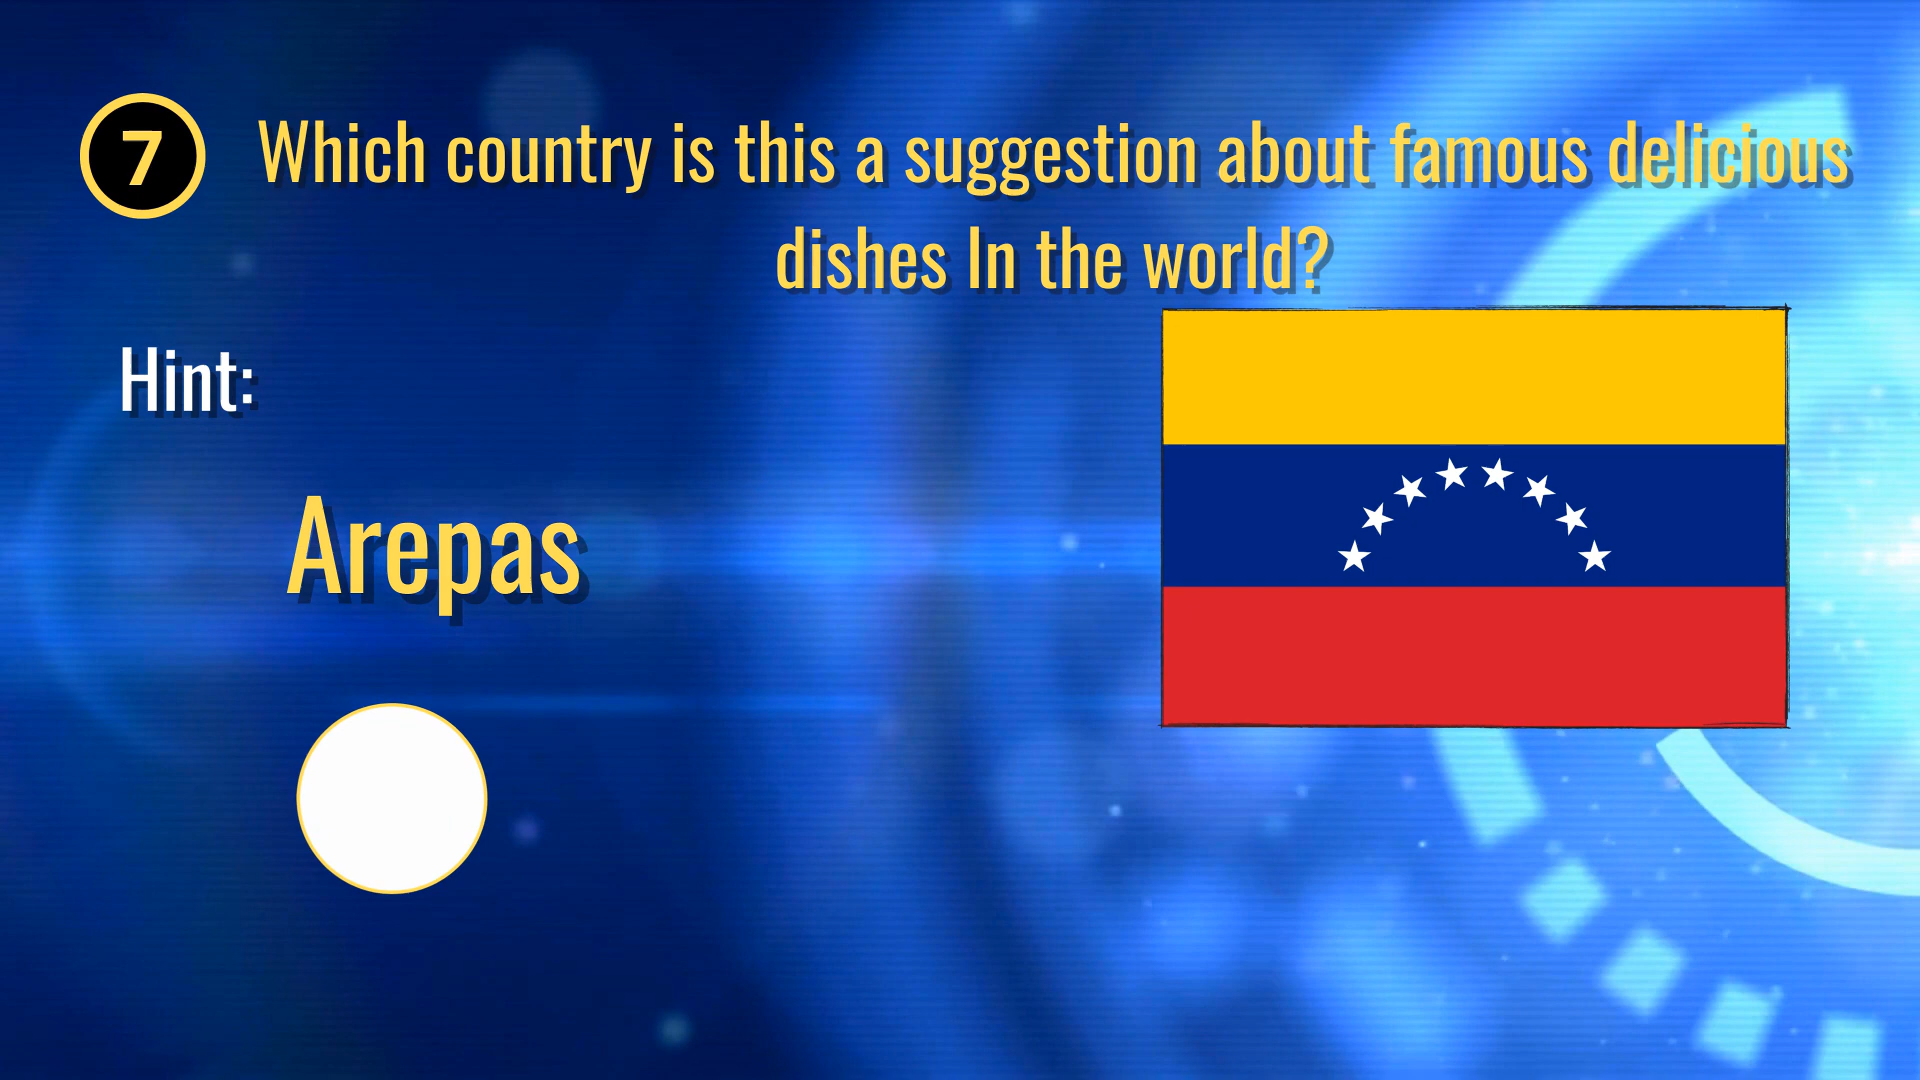 7
Which country is this a suggestion about famous delicious
dishes In the world?
Hint:
Arepas